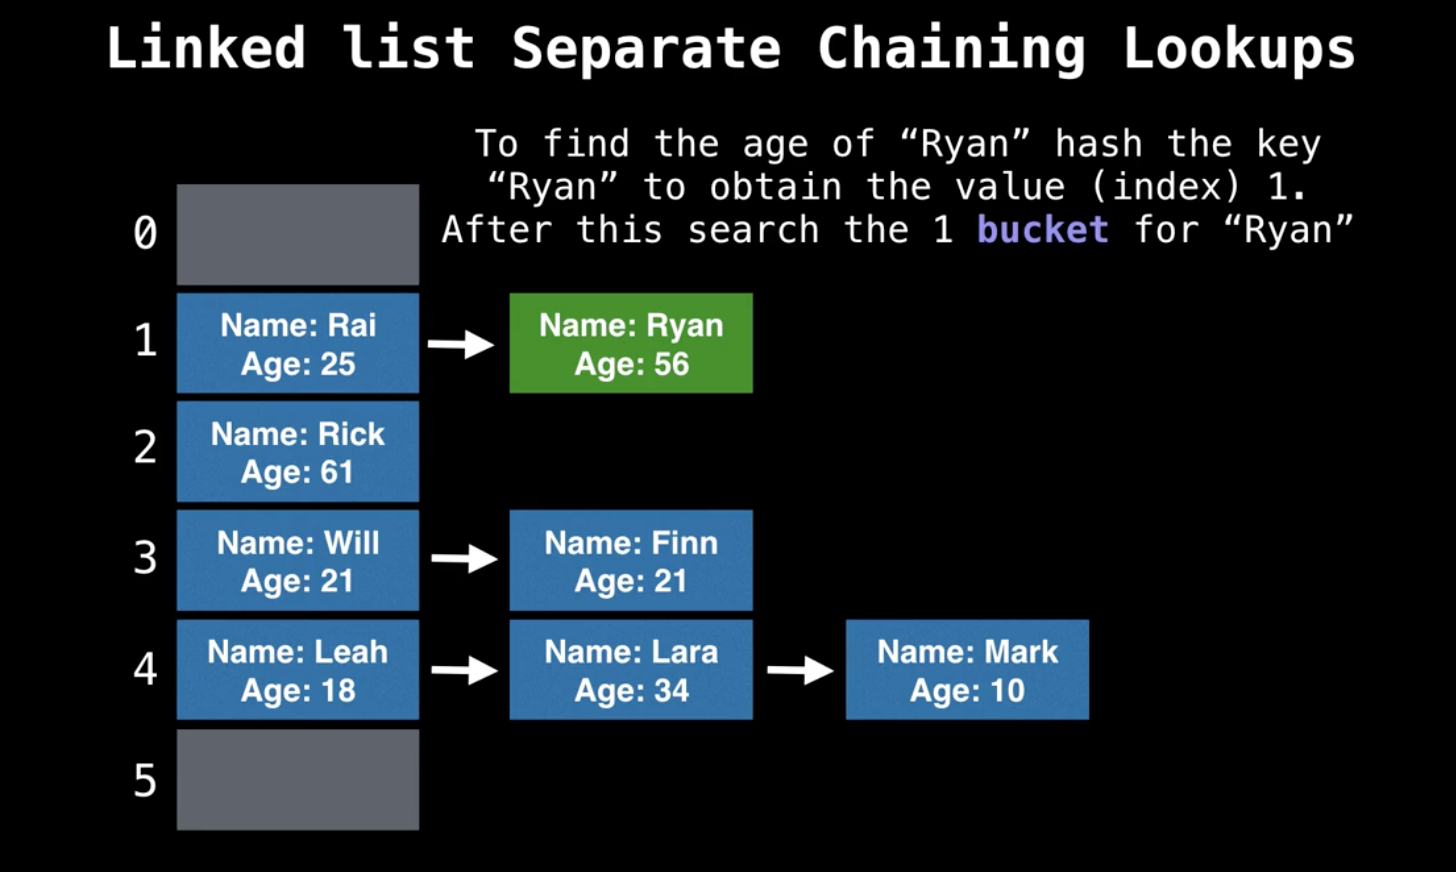 Linked list Separate Chaining Lookups
To find the age of “Ryan” hash the key
“Ryan” to obtain the value (index) 1.
After this search the 1 bucket for “Ryan”
0
1
Name: Rai
Age: 25
Name: Ryan
Age: 56
2
Name: Rick
Age: 61
3
Name: Will
Age: 21
Name: Finn
Age: 21
4
Name: Leah
Age: 18
Name: Lara
Age: 34
Name: Mark
Age: 10
5